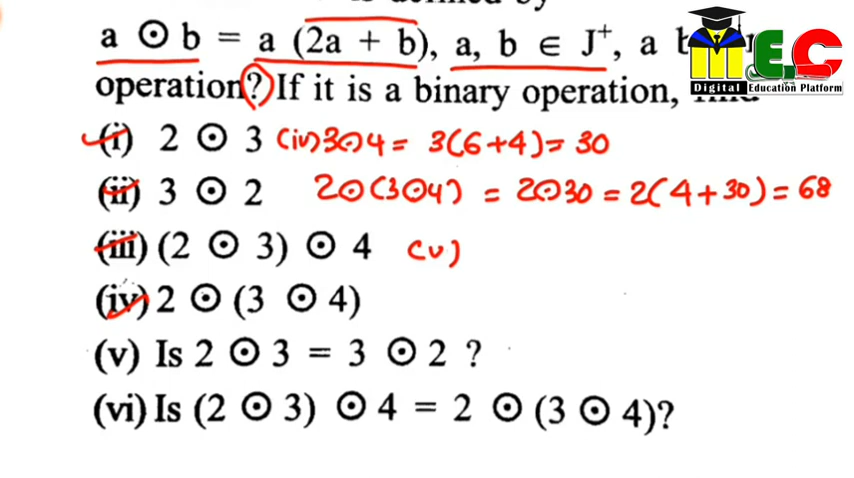 a ⊙ b = a (2a + b), a, b ∈ J⁺, a
operation? If it is a binary operation,
(i) 2 ⊙ 3 (iv) 3⊙4 = 3(6+4) = 30
(ii) 3 ⊙ 2 2⊙(3⊙4) = 2⊙30 = 2(4+30) = 68
(iii) (2 ⊙ 3) ⊙ 4 (v)
(iv) 2 ⊙ (3 ⊙ 4)
(v) Is 2 ⊙ 3 = 3 ⊙ 2 ?
(vi) Is (2 ⊙ 3) ⊙ 4 = 2 ⊙ (3 ⊙ 4)?
MEC
Digital Education Platform